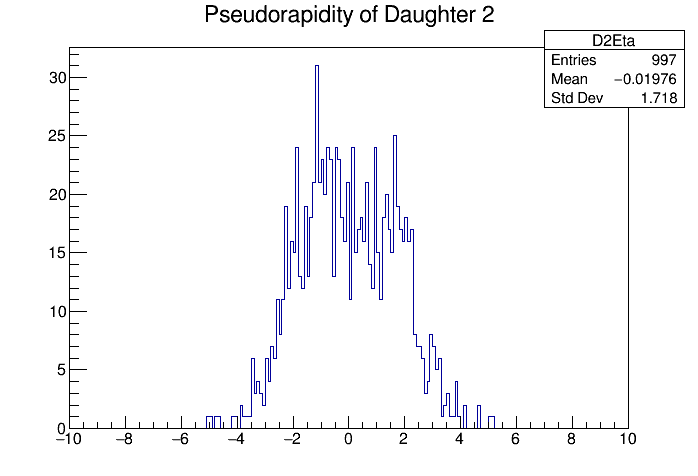 Pseudorapidity of Daughter 2
D2Eta
Entries 997
Mean −0.01976
Std Dev 1.718
30
25
20
15
10
5
0
−10 −8 −6 −4 −2 0 2 4 6 8 10